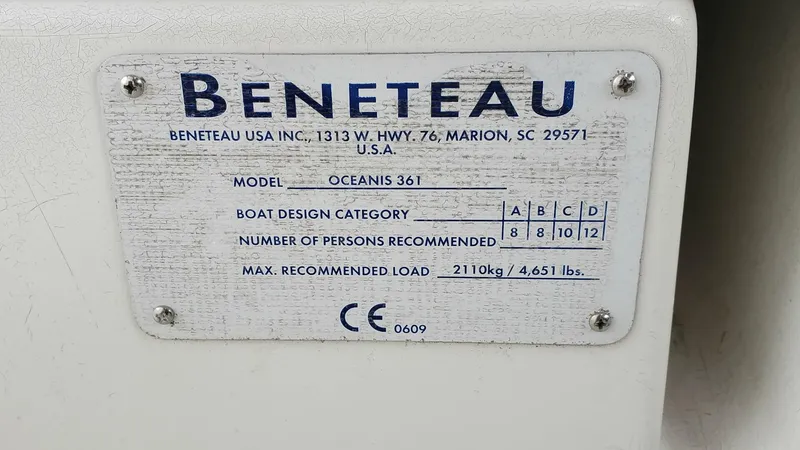 BENETEAU
BENETEAU USA INC., 1313 W. HWY. 76, MARION, SC 29571
U.S.A.
MODEL OCEANIS 361
BOAT DESIGN CATEGORY A B C D
NUMBER OF PERSONS RECOMMENDED 8 8 10 12
MAX. RECOMMENDED LOAD 2110kg / 4,651 lbs.
CE 0609